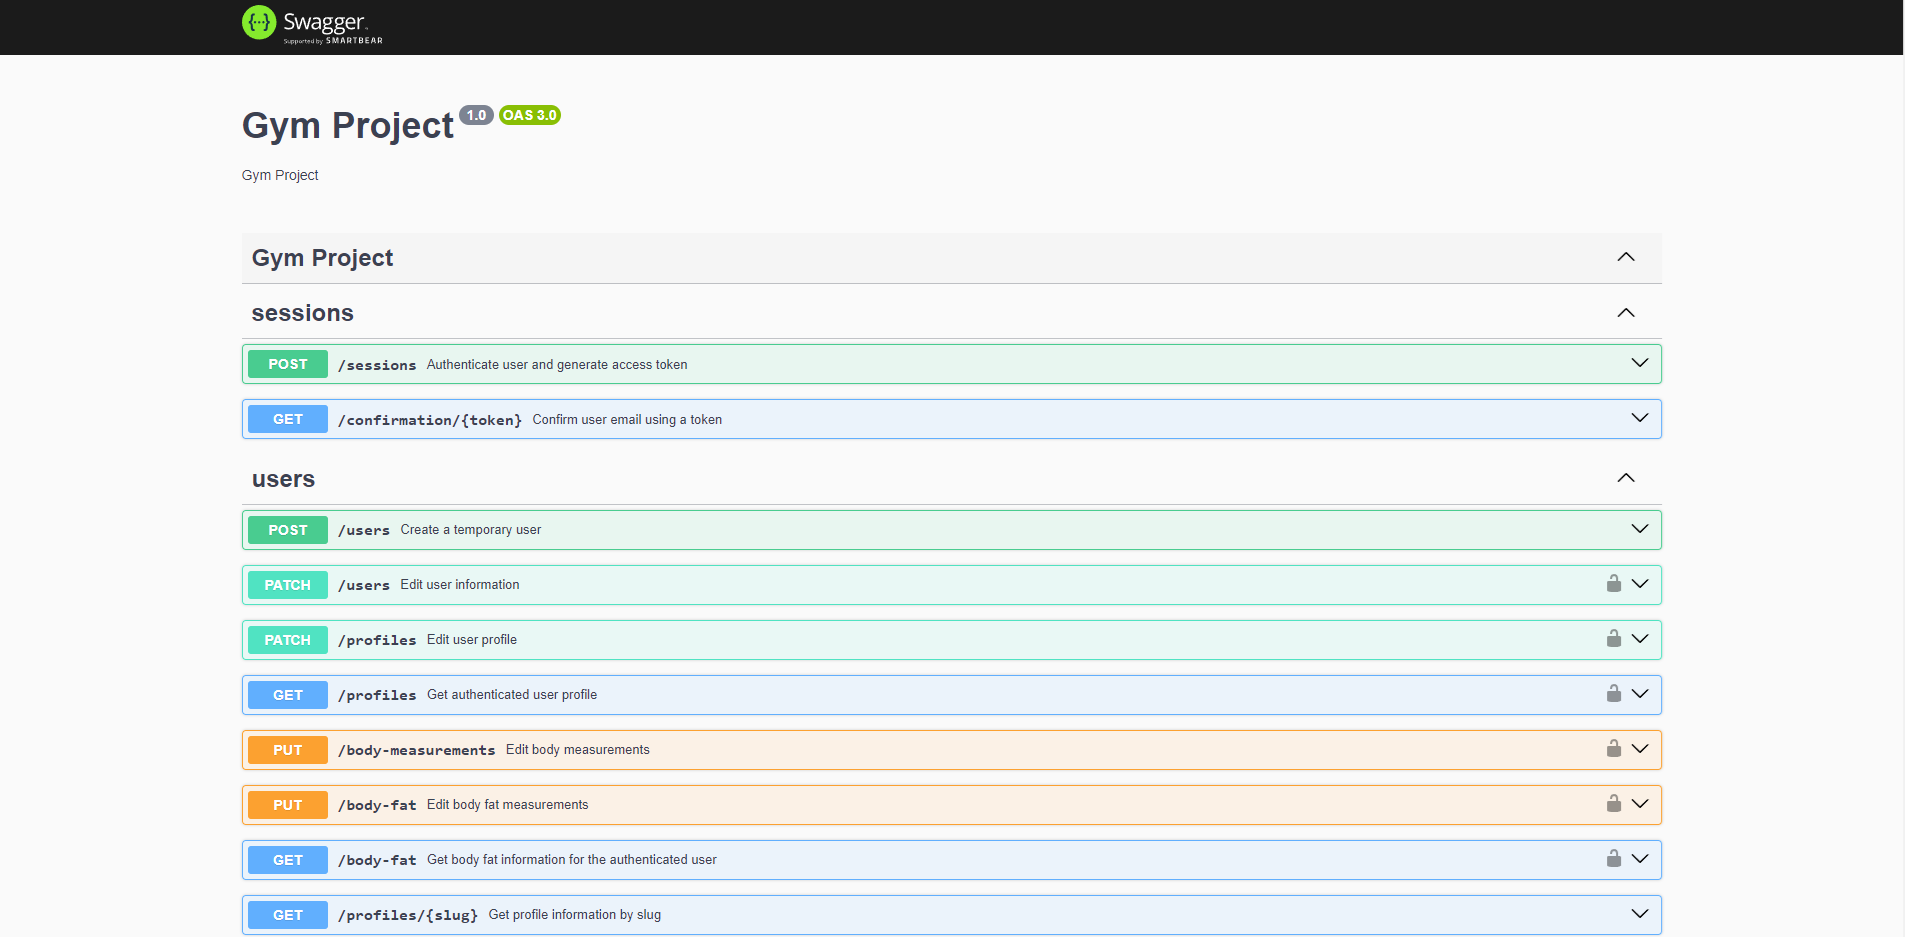 Swagger.
Supported by SMARTBEAR
Gym Project 1.0 OAS 3.0
Gym Project
Gym Project
sessions
POST /sessions Authenticate user and generate access token
GET /confirmation/{token} Confirm user email using a token
users
POST /users Create a temporary user
PATCH /users Edit user information
PATCH /profiles Edit user profile
GET /profiles Get authenticated user profile
PUT /body-measurements Edit body measurements
PUT /body-fat Edit body fat measurements
GET /body-fat Get body fat information for the authenticated user
GET /profiles/{slug} Get profile information by slug